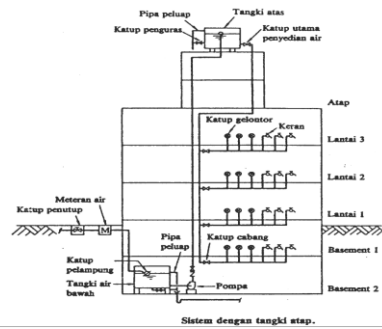 Pipa peluap
Tangki atas
Katup penguras
Katup utama
penyedian air
Atap
Katup gelontor
Keran
Lantai 3
Lantai 2
Meteran air
Katup penutup
Lantai 1
M
Pipa
peluap
Katup cabang
Basement 1
Katup
pelampung
Tangki air
bawah
Pompa
Basement 2
Sistem dengan tangki atap.